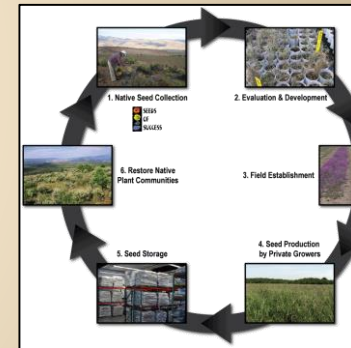 1. Native Seed Collection
SEEDS
OF
SUCCESS
2. Evaluation & Development
3. Field Establishment
4. Seed Production
by Private Growers
5. Seed Storage
6. Restore Native
Plant Communities